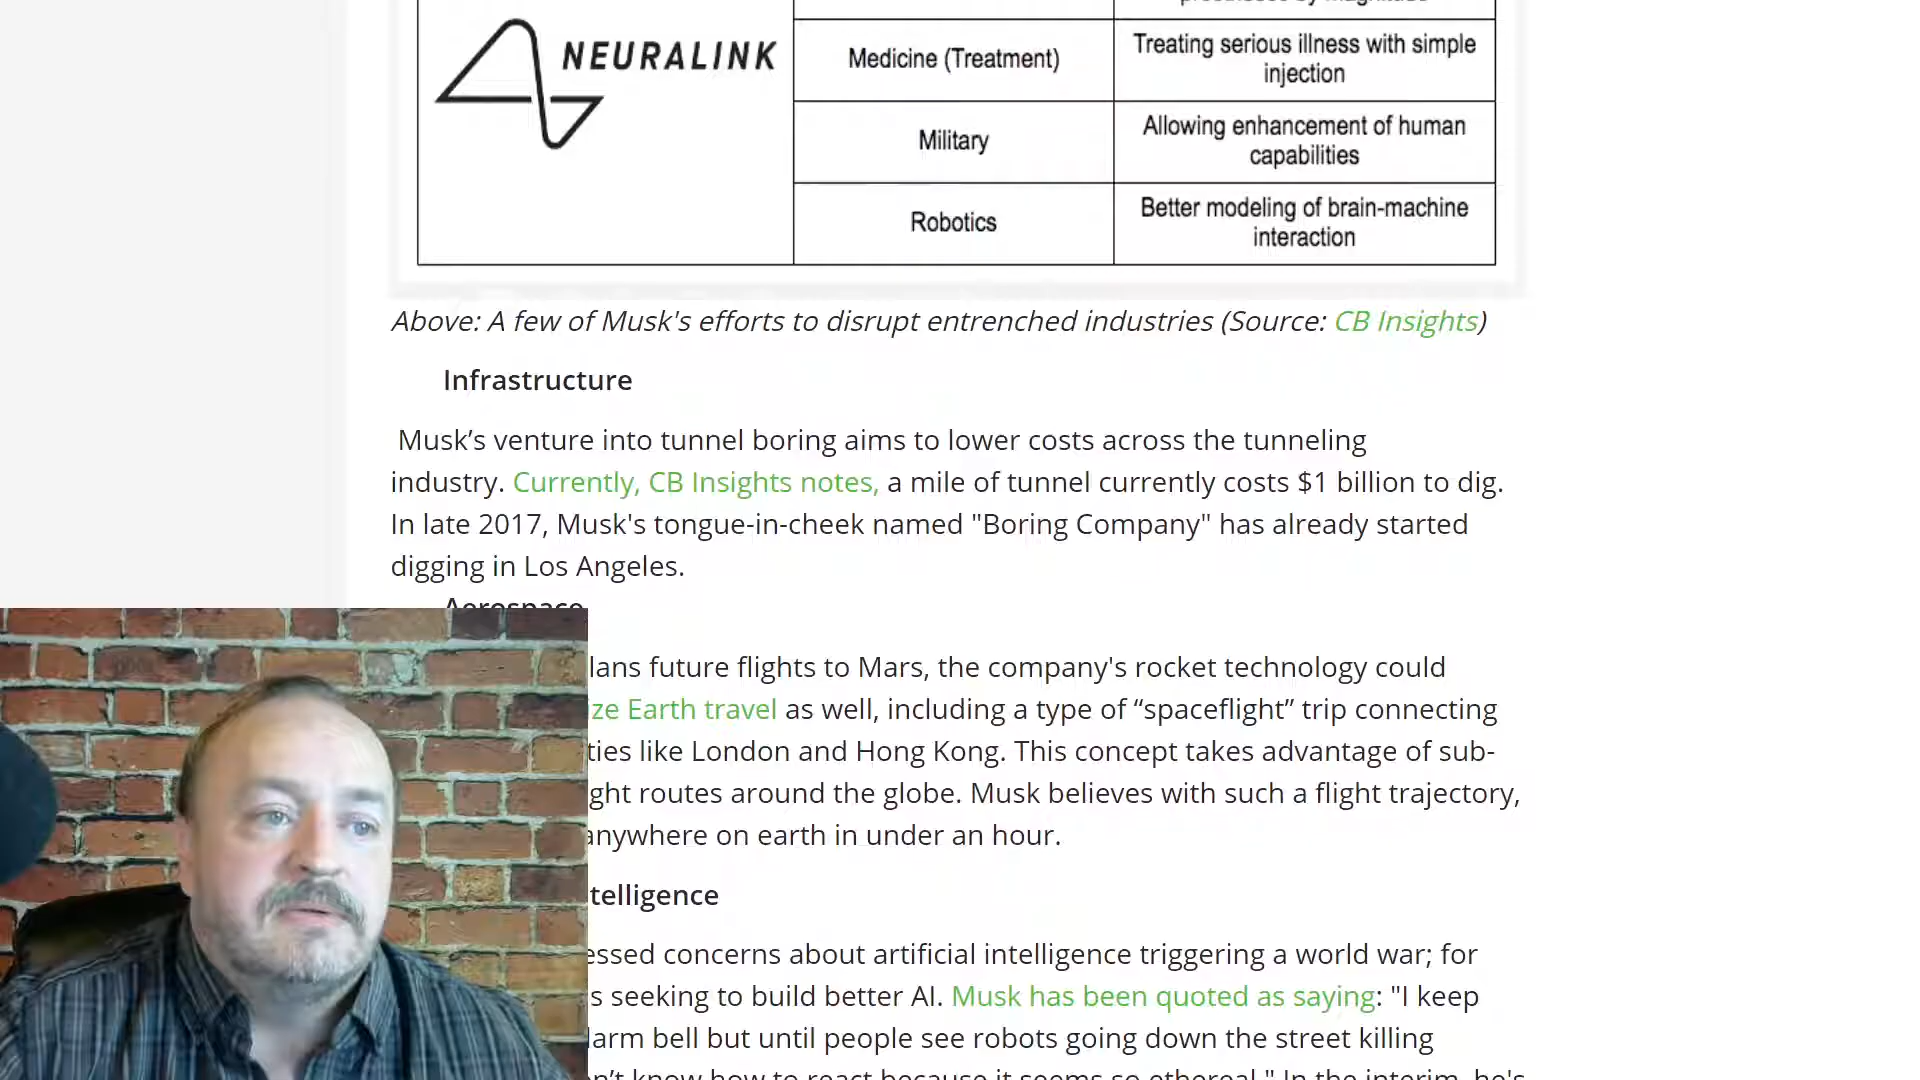 NEURALINK
Medicine (Treatment)
Treating serious illness with simple
injection
Military
Allowing enhancement of human
capabilities
Robotics
Better modeling of brain-machine
interaction
Above: A few of Musk's efforts to disrupt entrenched industries (Source: CB Insights)
Infrastructure
Musk’s venture into tunnel boring aims to lower costs across the tunneling
industry. Currently, CB Insights notes, a mile of tunnel currently costs $1 billion to dig.
In late 2017, Musk's tongue-in-cheek named "Boring Company" has already started
digging in Los Angeles.
Aerospace
lans future flights to Mars, the company's rocket technology could
ze Earth travel as well, including a type of “spaceflight” trip connecting
ties like London and Hong Kong. This concept takes advantage of sub-
ght routes around the globe. Musk believes with such a flight trajectory,
anywhere on earth in under an hour.
telligence
essed concerns about artificial intelligence triggering a world war; for
s seeking to build better AI. Musk has been quoted as saying: "I keep
larm bell but until people see robots going down the street killing
n’t know how to react because it seems so ethereal." In the interim, he's